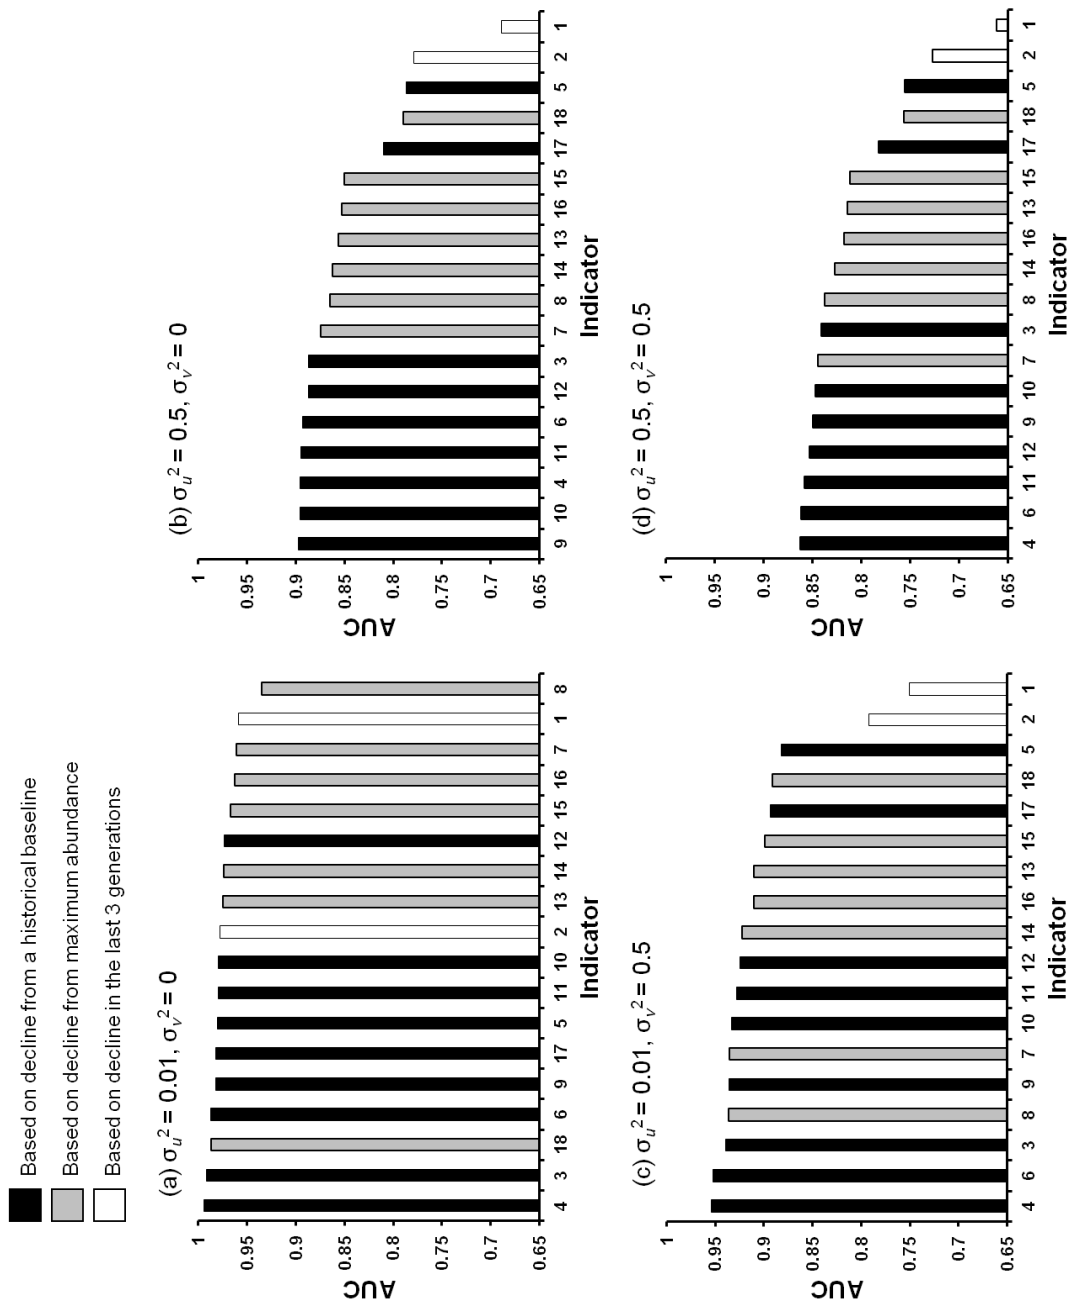 Based on decline from a historical baseline
Based on decline from maximum abundance
Based on decline in the last 3 generations
(a) σu² = 0.01, σv² = 0
AUC
1
0.95
0.9
0.85
0.8
0.75
0.7
0.65
4 3 18 6 9 17 5 11 10 2 13 14 12 15 16 7 1 8
Indicator
(b) σu² = 0.5, σv² = 0
AUC
1
0.95
0.9
0.85
0.8
0.75
0.7
0.65
9 10 4 11 6 12 3 7 8 14 13 16 15 17 18 5 2 1
Indicator
(c) σu² = 0.01, σv² = 0.5
AUC
1
0.95
0.9
0.85
0.8
0.75
0.7
0.65
4 6 3 8 9 7 10 11 12 14 16 13 15 17 18 5 2 1
Indicator
(d) σu² = 0.5, σv² = 0.5
AUC
1
0.95
0.9
0.85
0.8
0.75
0.7
0.65
4 6 11 12 9 10 7 3 8 14 16 13 15 17 18 5 2 1
Indicator